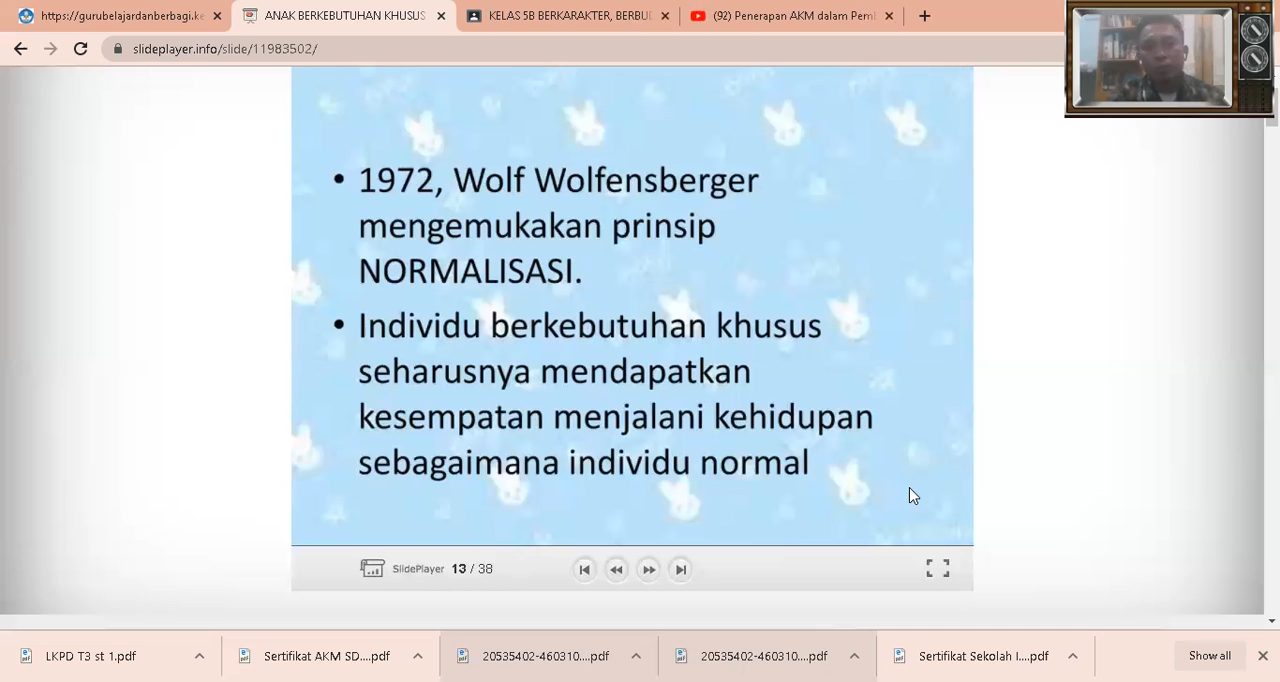 https://gurubelajardanberbagi.ke
ANAK BERKEBUTUHAN KHUSUS
KELAS 5B BERKARAKTER, BERBUD
(92) Penerapan AKM dalam Pemb
slideplayer.info/slide/11983502/
• 1972, Wolf Wolfensberger
mengemukakan prinsip
NORMALISASI.
• Individu berkebutuhan khusus
seharusnya mendapatkan
kesempatan menjalani kehidupan
sebagaimana individu normal
SlidePlayer 13 / 38
LKPD T3 st 1.pdf
Sertifikat AKM SD....pdf
20535402-460310....pdf
20535402-460310....pdf
Sertifikat Sekolah I....pdf
Show all